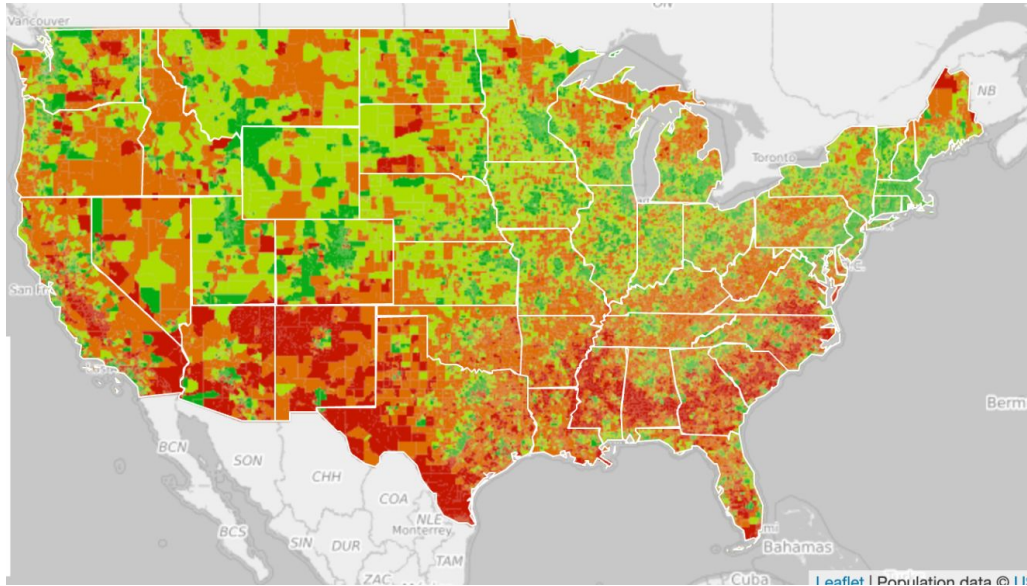 ON
Vancouver
NB
Toronto
San Fr
Berm
BCN
SON
CHH
COA
BCS
NLE
Monterrey
SIN
DUR
TAM
ZAC
mi
Bahamas
Cuba
Leaflet | Population data © U